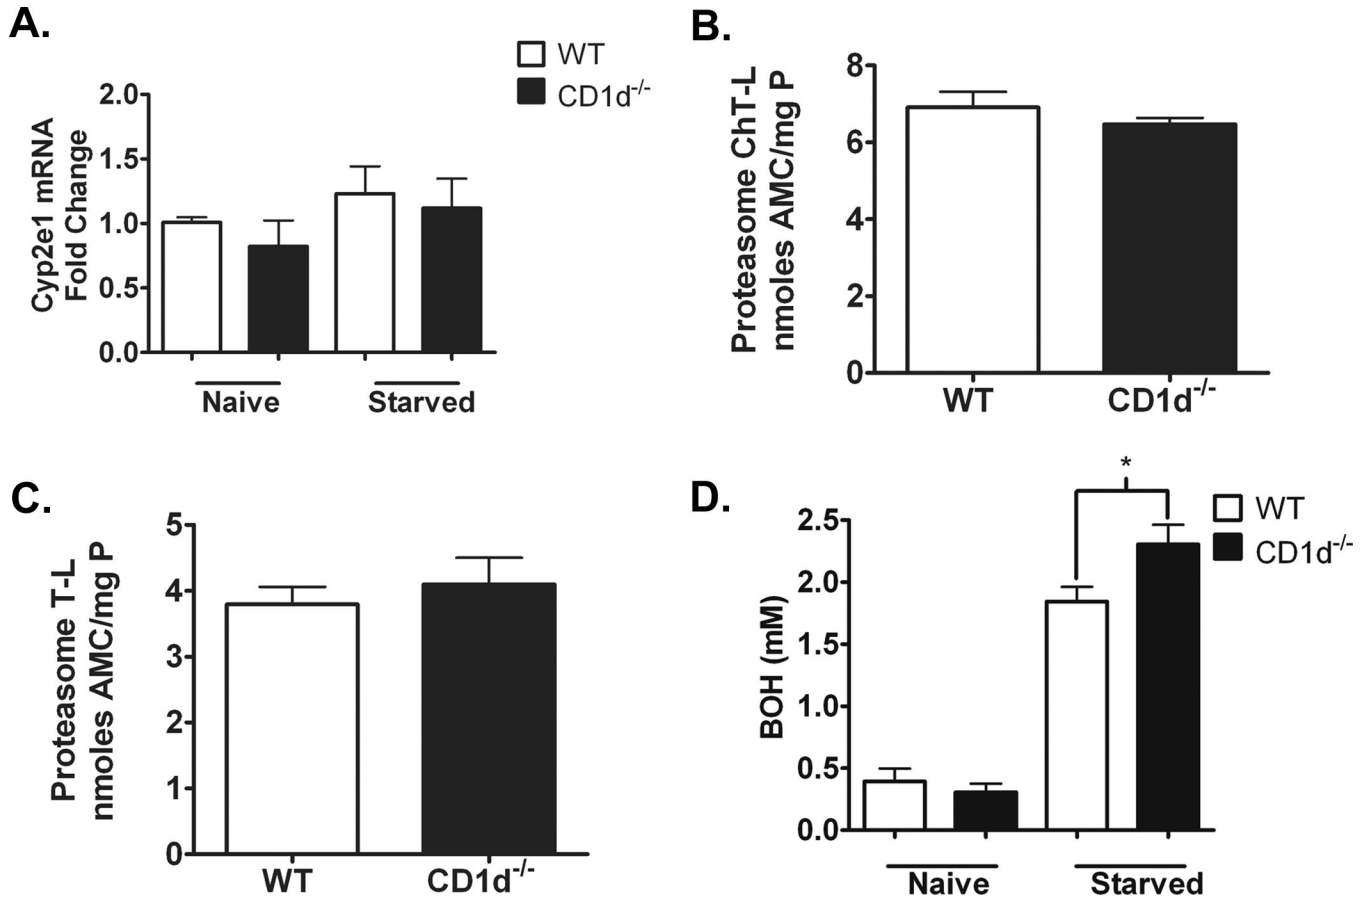 A.
WT
CD1d-/-
Cyp2e1 mRNA
Fold Change
2.0
1.5
1.0
0.5
0.0
Naive Starved
B.
Proteasome ChT-L
nmoles AMC/mg P
8
6
4
2
0
WT CD1d-/-
C.
Proteasome T-L
nmoles AMC/mg P
5
4
3
2
1
0
WT CD1d-/-
D.
*
WT
CD1d-/-
BOH (mM)
2.5
2.0
1.5
1.0
0.5
0.0
Naive Starved